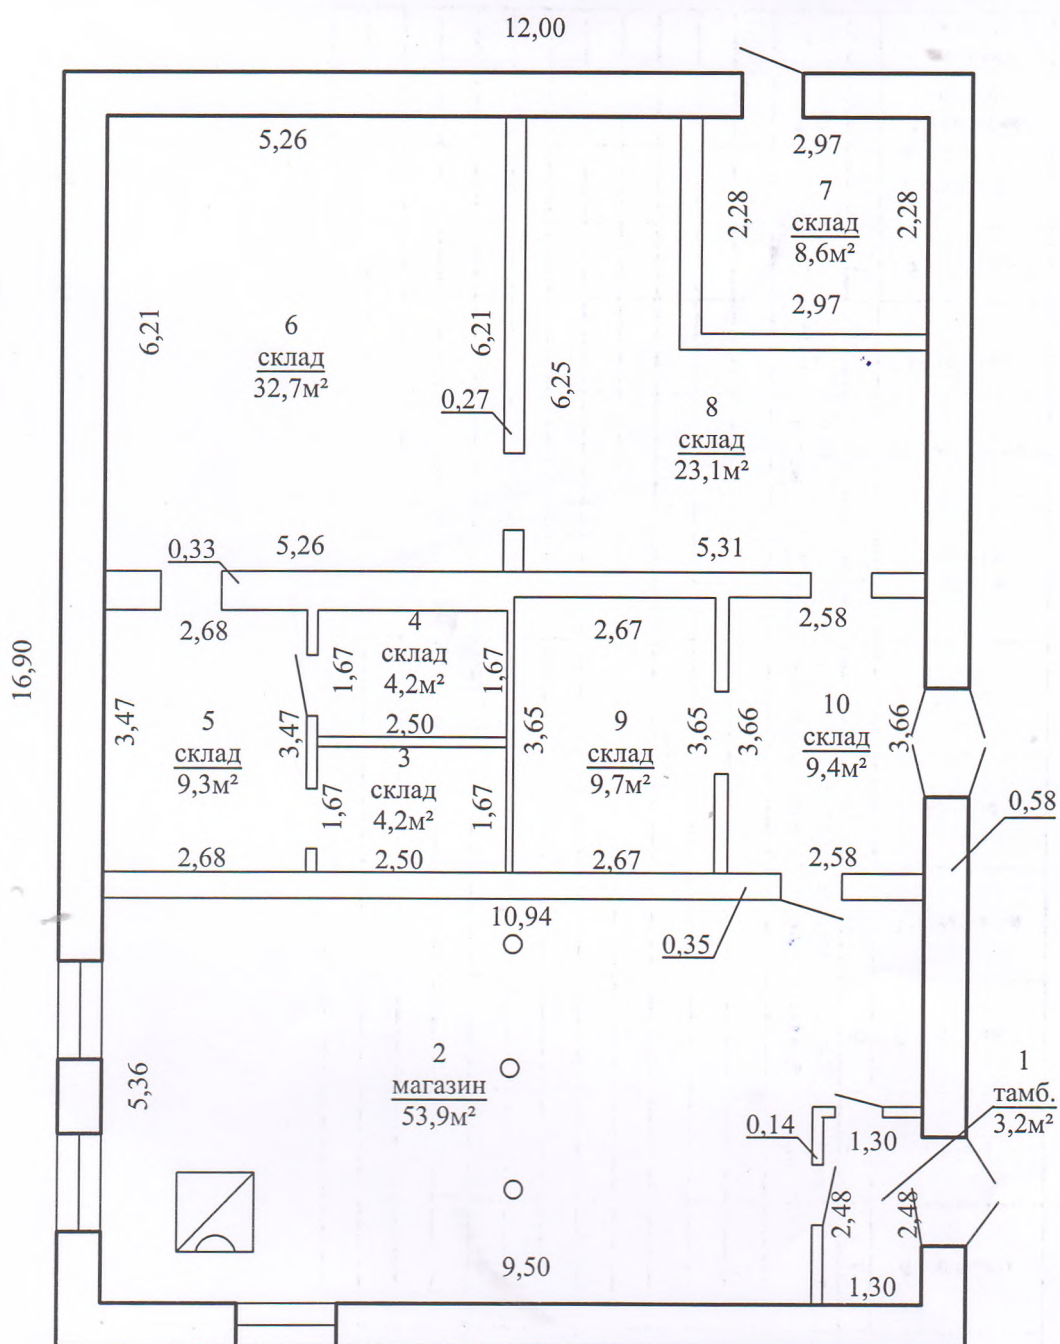 12,00
5,26
2,97
7
склад
8,6м²
2,28
2,28
2,97
6,21
6
склад
32,7м²
6,21
0,27
6,25
8
склад
23,1м²
0,33
5,26
5,31
16,90
2,68
4
склад
4,2м²
1,67
1,67
2,50
2,67
2,58
3,47
5
склад
9,3м²
3,47
3
склад
4,2м²
1,67
1,67
3,65
9
склад
9,7м²
3,65
3,66
10
склад
9,4м²
3,66
0,58
2,68
2,50
2,67
2,58
10,94
0,35
5,36
2
магазин
53,9м²
1
тамб.
3,2м²
0,14
1,30
2,48
2,48
9,50
1,30